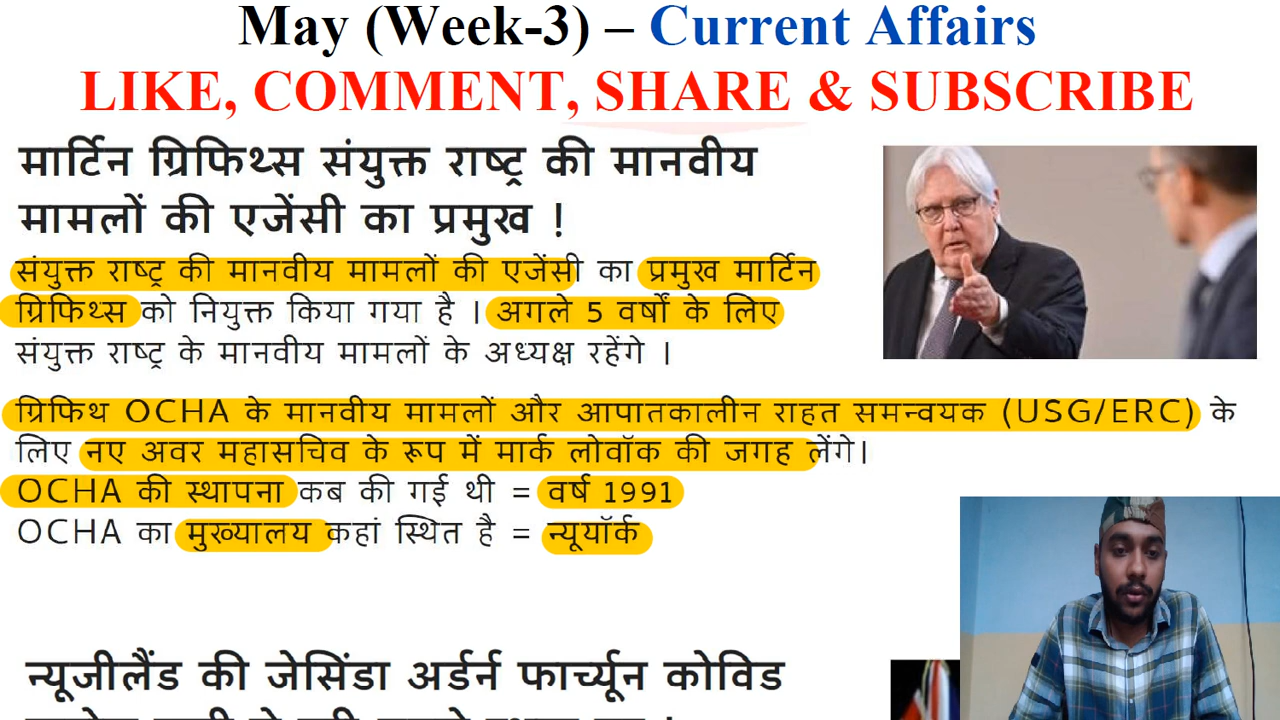 May (Week-3) – Current Affairs
LIKE, COMMENT, SHARE & SUBSCRIBE
मार्टिन ग्रिफिथ्स संयुक्त राष्ट्र की मानवीय
मामलों की एजेंसी का प्रमुख !
संयुक्त राष्ट्र की मानवीय मामलों की एजेंसी का प्रमुख मार्टिन
ग्रिफिथ्स को नियुक्त किया गया है । अगले 5 वर्षों के लिए
संयुक्त राष्ट्र के मानवीय मामलों के अध्यक्ष रहेंगे ।
ग्रिफिथ OCHA के मानवीय मामलों और आपातकालीन राहत समन्वयक (USG/ERC) के
लिए नए अवर महासचिव के रूप में मार्क लोवॉक की जगह लेंगे।
OCHA की स्थापना कब की गई थी = वर्ष 1991
OCHA का मुख्यालय कहां स्थित है = न्यूयॉर्क
न्यूजीलैंड की जेसिंडा अर्डर्न फार्च्यून कोविड